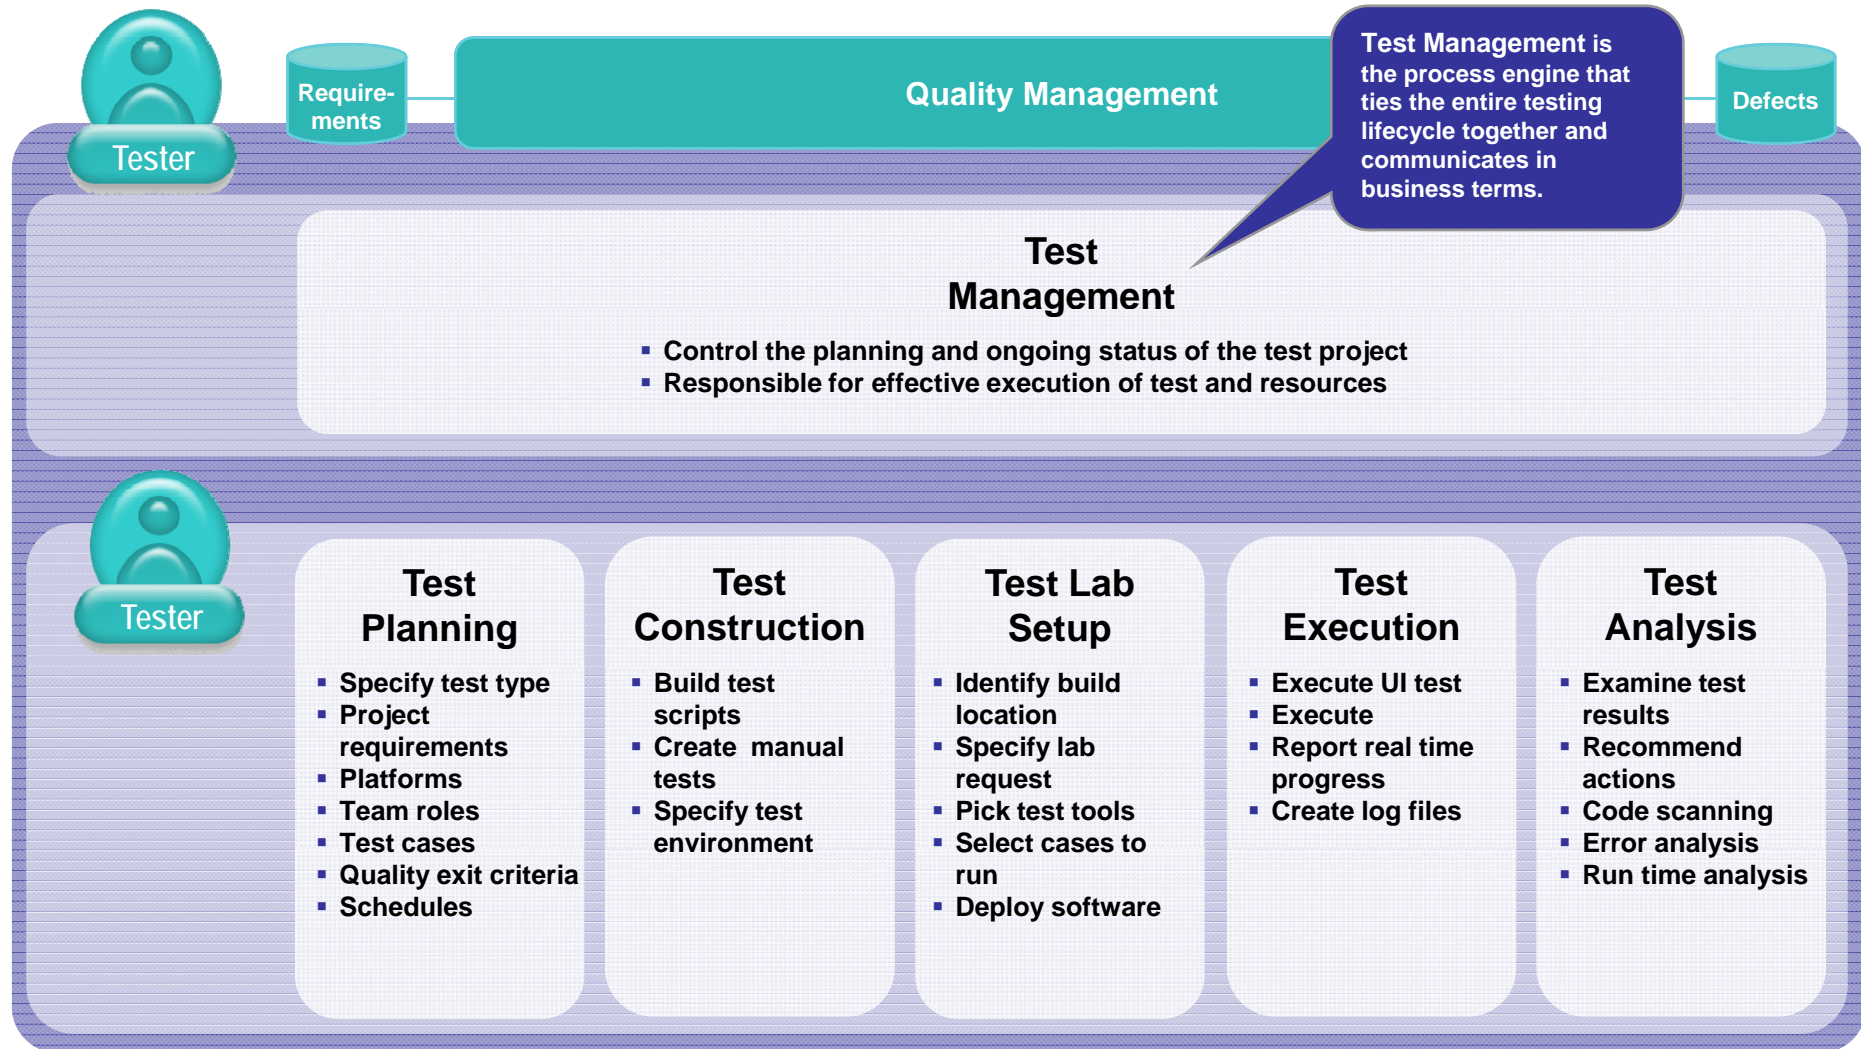 Require-
ments
Quality Management
Test Management is
the process engine that
ties the entire testing
lifecycle together and
communicates in
business terms.
Defects
Tester
Test
Management
▪ Control the planning and ongoing status of the test project
▪ Responsible for effective execution of test and resources
Tester
Test
Planning
▪ Specify test type
▪ Project
requirements
▪ Platforms
▪ Team roles
▪ Test cases
▪ Quality exit criteria
▪ Schedules
Test
Construction
▪ Build test
scripts
▪ Create  manual
tests
▪ Specify test
environment
Test Lab
Setup
▪ Identify build
location
▪ Specify lab
request
▪ Pick test tools
▪ Select cases to
run
▪ Deploy software
Test
Execution
▪ Execute UI test
▪ Execute
▪ Report real time
progress
▪ Create log files
Test
Analysis
▪ Examine test
results
▪ Recommend
actions
▪ Code scanning
▪ Error analysis
▪ Run time analysis